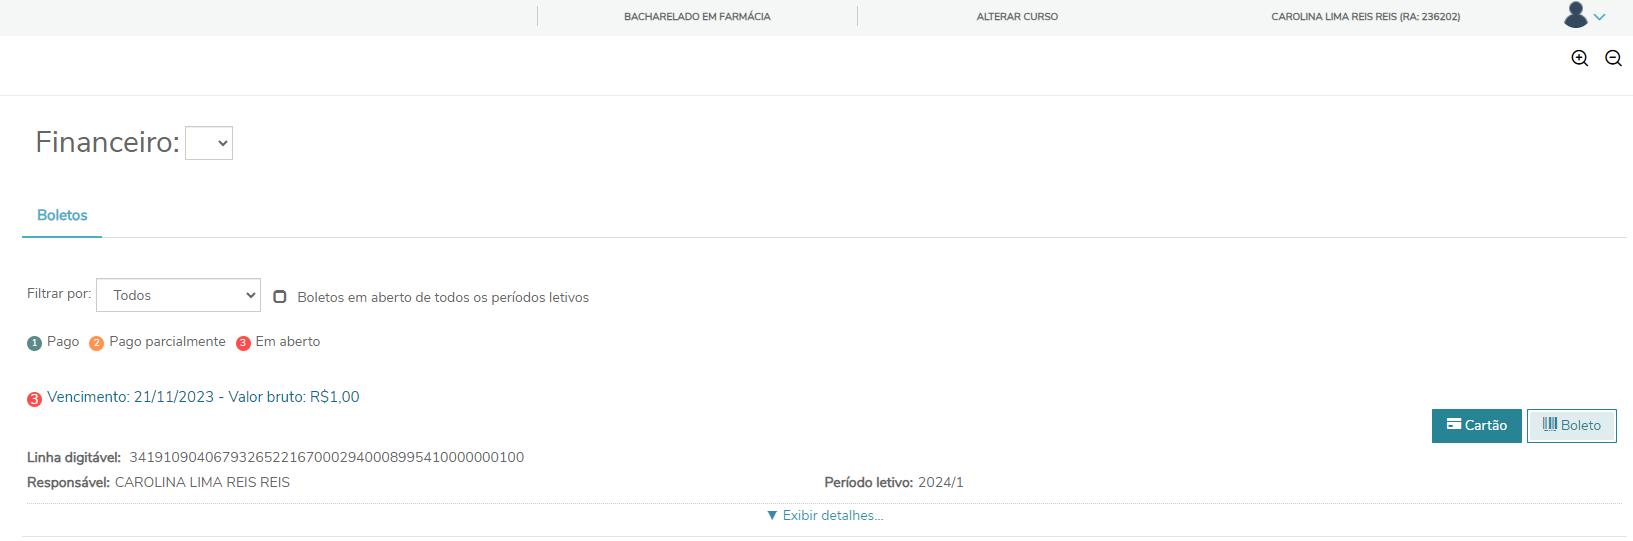 BACHARELADO EM FARMÁCIA ALTERAR CURSO CAROLINA LIMA REIS REIS (RA: 236202)
Financeiro:
Boletos
Filtrar por: Todos Boletos em aberto de todos os períodos letivos
1 Pago 2 Pago parcialmente 3 Em aberto
3 Vencimento: 21/11/2023 - Valor bruto: R$1,00
Cartão Boleto
Linha digitável: 34191090406793265221670002940008995410000000100
Responsável: CAROLINA LIMA REIS REIS Período letivo: 2024/1
▼ Exibir detalhes...